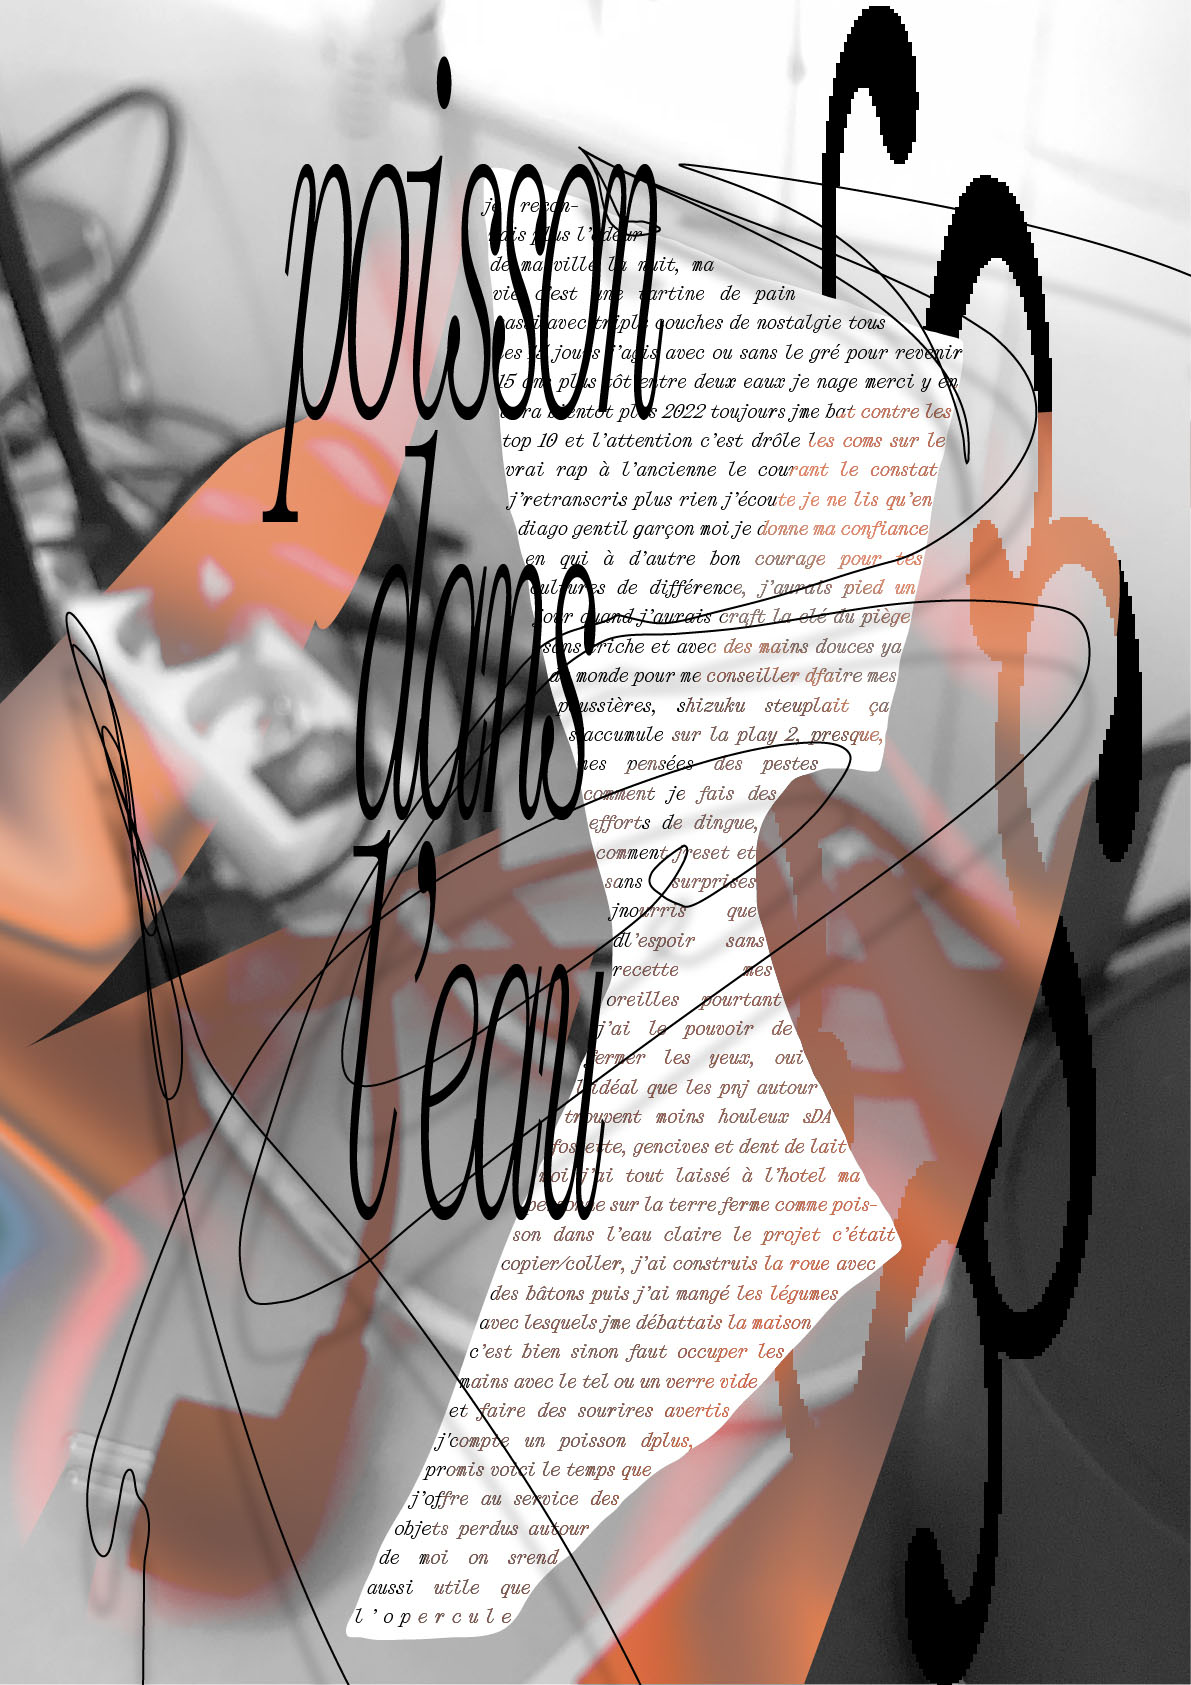 poisson
dans
l'eau
je recon-
nais plus l'odeur
de ma ville la nuit, ma
vie c'est une tartine de pain
rassi avec triple couches de nostalgie tous
les 15 jours j'agis avec ou sans le gré pour revenir
15 ans plus tôt entre deux eaux je nage merci y en
aura bientôt plus 2022 toujours jme bat contre les
top 10 et l'attention c'est drôle les coms sur le
vrai rap à l'ancienne le courant le constat
j'retranscris plus rien j'écoute je ne lis qu'en
diago gentil garçon moi je donne ma confiance
en qui à d'autre bon courage pour tes
cultures de différence, j'aurais pied un
jour quand j'aurais craft la clé du piège
sans triche et avec des mains douces ya
du monde pour me conseiller dfaire mes
poussières, shizuku steuplait ça
s'accumule sur la play 2, presque,
mes pensées des pestes
comment je fais des
efforts de dingue,
comment jreset et
sans surprises
jnourris que
dl'espoir sans
recette mes
oreilles pourtant
j'ai le pouvoir de
fermer les yeux, oui
l'idéal que les pnj autour
trouvent moins houleux sDA
fossette, gencives et dent de lait
moi j'ai tout laissé à l'hotel ma
personne sur la terre ferme comme pois-
son dans l'eau claire le projet c'était
copier/coller, j'ai construis la roue avec
des bâtons puis j'ai mangé les légumes
avec lesquels jme débattais la maison
c'est bien sinon faut occuper les
mains avec le tel ou un verre vide
et faire des sourires avertis
j'compte un poisson dplus,
promis voici le temps que
j'offre au service des
objets perdus autour
de moi on srend
aussi utile que
l'opercule